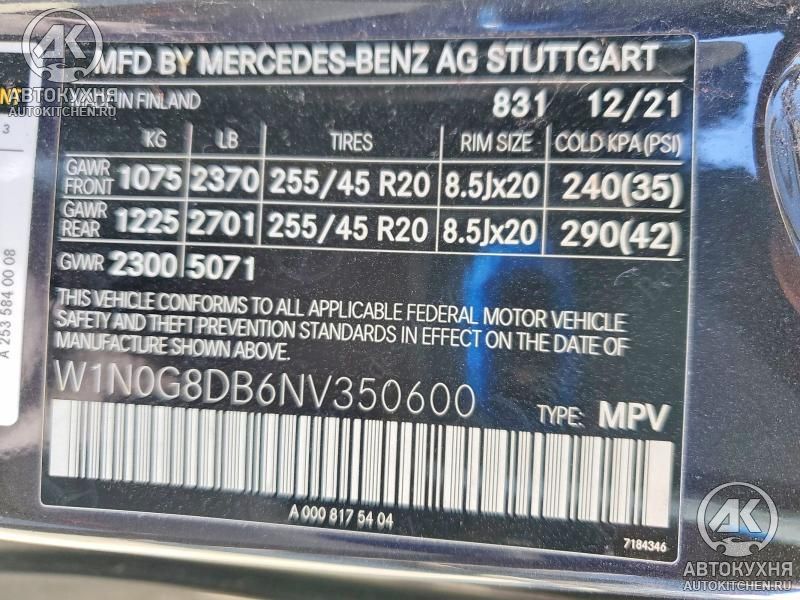 MFD BY MERCEDES-BENZ AG STUTTGART
IN FINLAND 831 12/21
KG LB TIRES RIM SIZE COLD KPA(PSI)
GAWR FRONT 1075 2370 255/45 R20 8.5Jx20 240(35)
GAWR REAR 1225 2701 255/45 R20 8.5Jx20 290(42)
GVWR 2300 5071
THIS VEHICLE CONFORMS TO ALL APPLICABLE FEDERAL MOTOR VEHICLE
SAFETY AND THEFT PREVENTION STANDARDS IN EFFECT ON THE DATE OF
MANUFACTURE SHOWN ABOVE.
W1N0G8DB6NV350600 TYPE: MPV
A 000 817 54 04
7184346
A 253 584 00 08
3
АК
АВТОКУХНЯ
AUTOKITCHEN.RU
АК
АВТОКУХНЯ
AUTOKITCHEN.RU